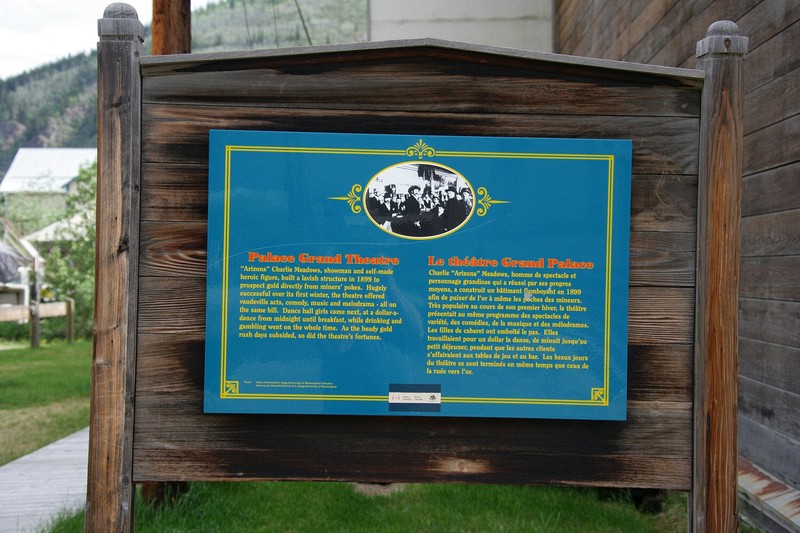 Palace Grand Theatre
"Arizona" Charlie Meadows, showman and self-made
heroic figure, built a lavish structure in 1899 to
prospect gold directly from miners' pokes. Hugely
successful over its first winter, the theatre offered
vaudeville acts, comedy, music and melodrama - all on
the same bill. Dance hall girls came next, at a dollar-a-
dance from midnight until breakfast, while drinking and
gambling went on the whole time. As the heady gold
rush days subsided, so did the theatre's fortunes.
Le théâtre Grand Palace
Charlie "Arizona" Meadows, homme de spectacle et
personnage grandiose qui a réussi par ses propres
moyens, a construit un bâtiment flamboyant en 1899
afin de puiser de l'or à même les poches des mineurs.
Très populaire au cours de son premier hiver, le théâtre
présentait au même programme des spectacles de
variété, des comédies, de la musique et des mélodrames.
Les filles de cabaret ont emboîté le pas. Elles
travaillaient pour un dollar la danse, de minuit jusqu'au
petit déjeuner, pendant que les autres clients
s'affairaient aux tables de jeu et au bar. Les beaux jours
du théâtre se sont terminés en même temps que ceux de
la ruée vers l'or.